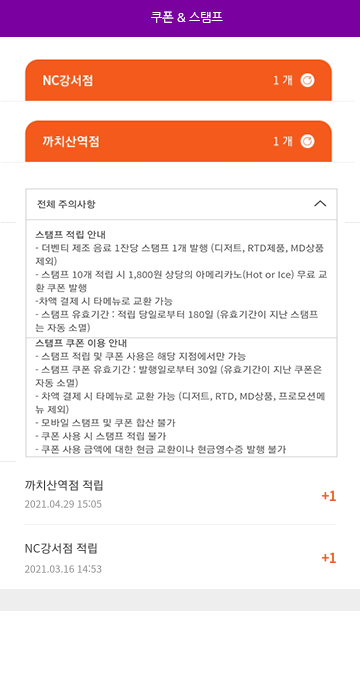 쿠폰 & 스탬프
NC강서점 1 개
까치산역점 1 개
전체 주의사항
스탬프 적립 안내
- 더벤티 제조 음료 1잔당 스탬프 1개 발행 (디저트, RTD제품, MD상품
제외)
- 스탬프 10개 적립 시 1,800원 상당의 아메리카노(Hot or Ice) 무료 교
환 쿠폰 발행
-차액 결제 시 타메뉴로 교환 가능
- 스탬프 유효기간 : 적립 당일로부터 180일 (유효기간이 지난 스탬프
는 자동 소멸)
스탬프 쿠폰 이용 안내
- 스탬프 적립 및 쿠폰 사용은 해당 지점에서만 가능
- 스탬프 쿠폰 유효기간 : 발행일로부터 30일 (유효기간이 지난 쿠폰은
자동 소멸)
- 차액 결제 시 타메뉴로 교환 가능 (디저트, RTD, MD상품, 프로모션메
뉴 제외)
- 모바일 스탬프 및 쿠폰 합산 불가
- 쿠폰 사용 시 스탬프 적립 불가
- 쿠폰 사용 금액에 대한 현금 교환이나 현금영수증 발행 불가
까치산역점 적립
+1
2021.04.29 15:05
NC강서점 적립
+1
2021.03.16 14:53